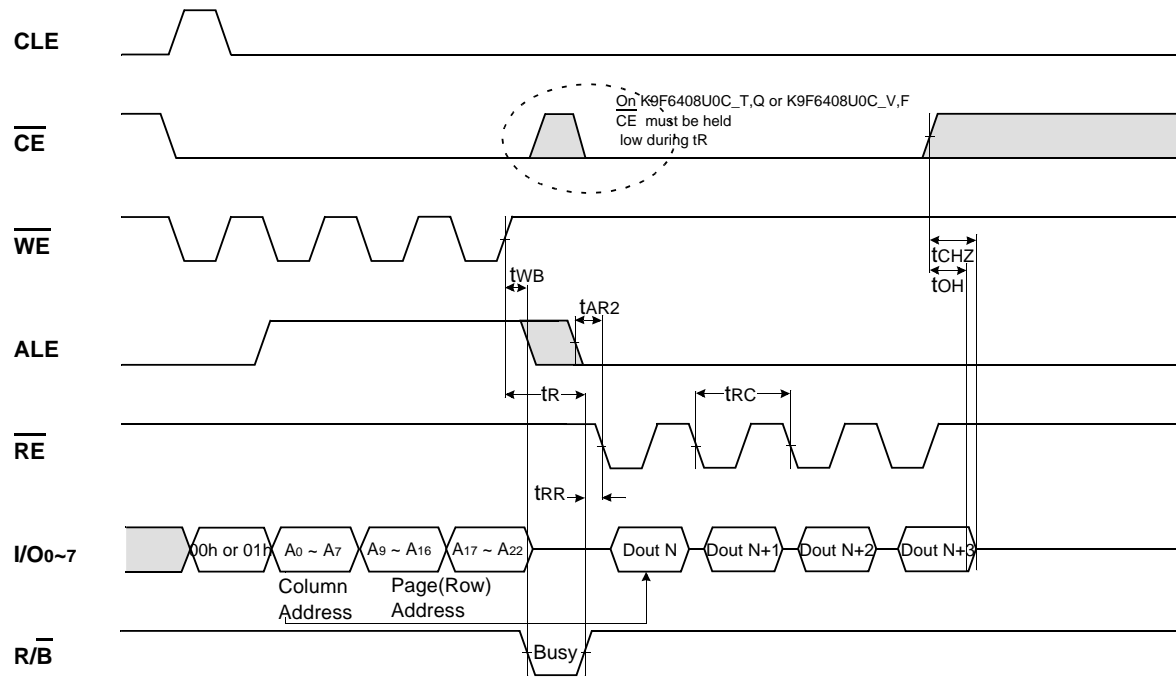 CLE
On K9F6408U0C_T,Q or K9F6408U0C_V,F
CE must be held
low during tR
CE
WE
tCHZ
tWB
tOH
tAR2
ALE
tR
tRC
RE
tRR
I/O0~7
00h or 01h
A0 ~ A7
A9 ~ A16
A17 ~ A22
Dout N
Dout N+1
Dout N+2
Dout N+3
Column
Address
Page(Row)
Address
R/B
Busy